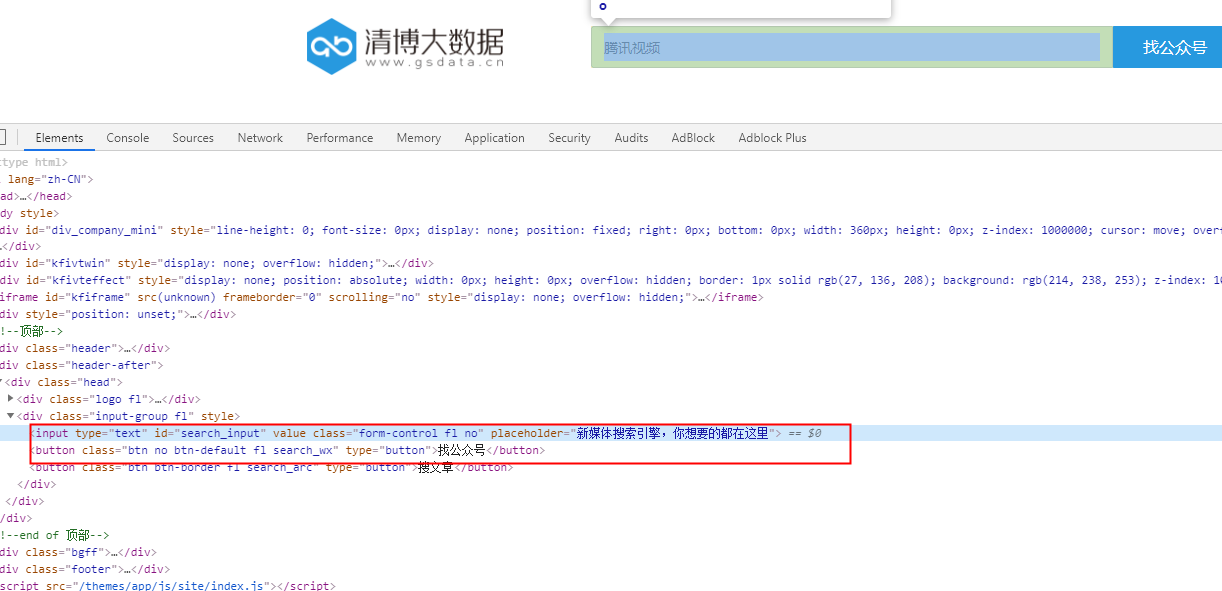 清博大数据
www.gsdata.cn
腾讯视频
找公众号
Elements Console Sources Network Performance Memory Application Security Audits AdBlock Adblock Plus
ctype html>
lang="zh-CN">
ad>…</head>
dy style>
div id="div_company_mini" style="line-height: 0; font-size: 0px; display: none; position: fixed; right: 0px; bottom: 0px; width: 360px; height: 0px; z-index: 1000000; cursor: move; over
…</div>
div id="kfivtwin" style="display: none; overflow: hidden;">…</div>
div id="kfivteffect" style="display: none; position: absolute; width: 0px; height: 0px; overflow: hidden; border: 1px solid rgb(27, 136, 208); background: rgb(214, 238, 253); z-index: 10
iframe id="kfiframe" src(unknown) frameborder="0" scrolling="no" style="display: none; overflow: hidden;">…</iframe>
div style="position: unset;">…</div>
!--顶部-->
div class="header">…</div>
div class="header-after">
<div class="head">
<div class="logo fl">…</div>
<div class="input-group fl" style>
<input type="text" id="search_input" value class="form-control fl no" placeholder="新媒体搜索引擎，你想要的都在这里"> == $0
<button class="btn no btn-default fl search_wx" type="button">找公众号</button>
<button class="btn btn-border fl search_arc" type="button">搜文章</button>
</div>
</div>
/div>
!--end of 顶部-->
div class="bgff">…</div>
div class="footer">…</div>
script src="/themes/app/js/site/index.js"></script>